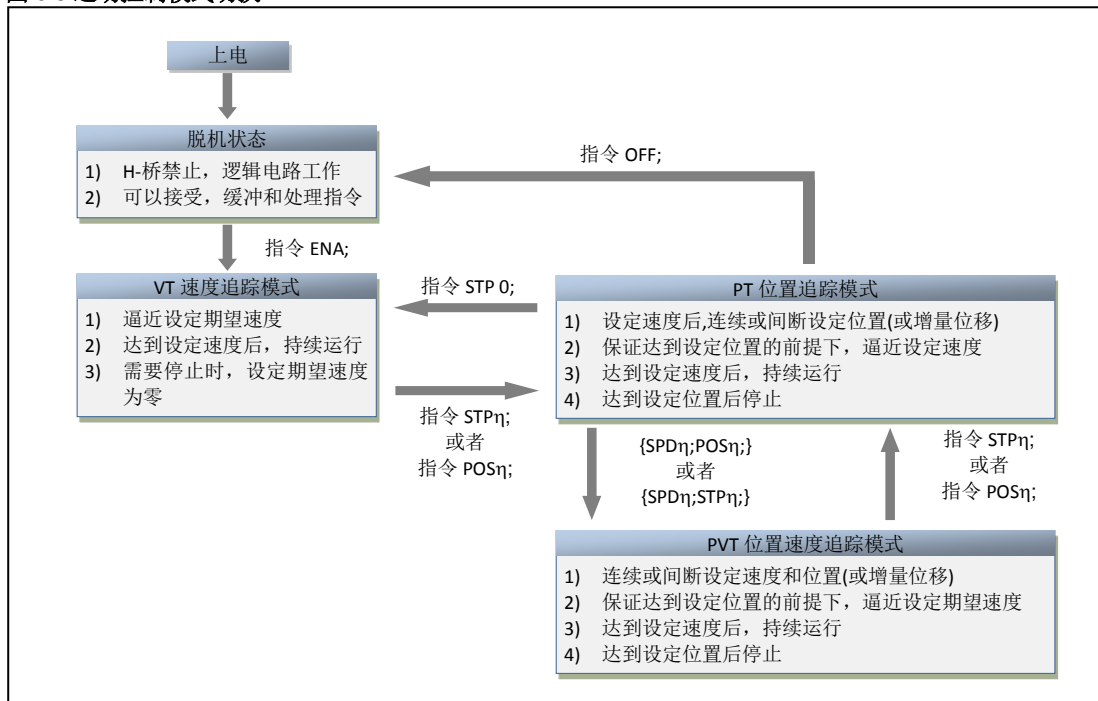 上电
脱机状态
1) H-桥禁止，逻辑电路工作
2) 可以接受，缓冲和处理指令
指令 OFF;
指令 ENA;
VT 速度追踪模式
1) 逼近设定期望速度
2) 达到设定速度后，持续运行
3) 需要停止时，设定期望速度
为零
指令 STP 0;
指令 STPη;
或者
指令 POSη;
PT 位置追踪模式
1) 设定速度后,连续或间断设定位置(或增量位移)
2) 保证达到设定位置的前提下，逼近设定速度
3) 达到设定速度后，持续运行
4) 达到设定位置后停止
{SPDη;POSη;}
或者
{SPDη;STPη;}
指令 STPη;
或者
指令 POSη;
PVT 位置速度追踪模式
1) 连续或间断设定速度和位置(或增量位移)
2) 保证达到设定位置的前提下，逼近设定期望速度
3) 达到设定速度后，持续运行
4) 达到设定位置后停止